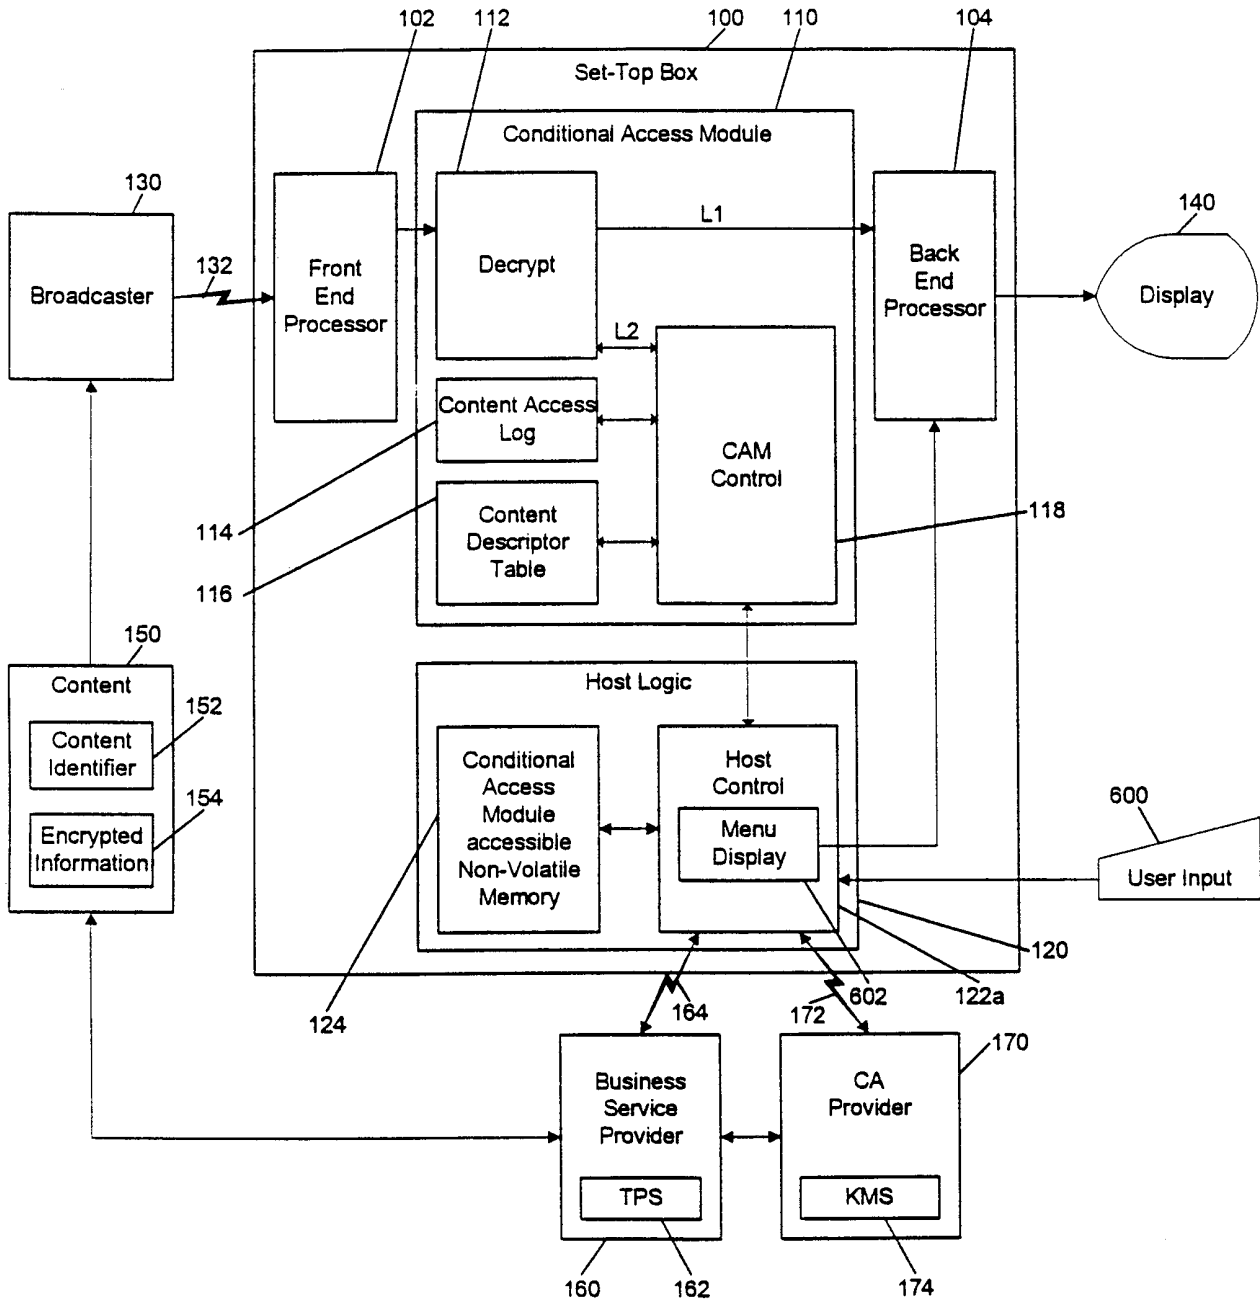 102
112
100
110
104
Set-Top Box
Conditional Access Module
130
140
Broadcaster
132
Front
End
Processor
Decrypt
L1
L2
Back
End
Processor
Display
Content Access
Log
CAM
Control
114
Content
Descriptor
Table
116
118
150
Content
152
Content
Identifier
154
Encrypted
Information
Host Logic
Conditional
Access
Module
accessible
Non-Volatile
Memory
Host
Control
Menu
Display
600
User Input
120
122a
602
124
164
172
170
Business
Service
Provider
TPS
CA
Provider
KMS
160
162
174